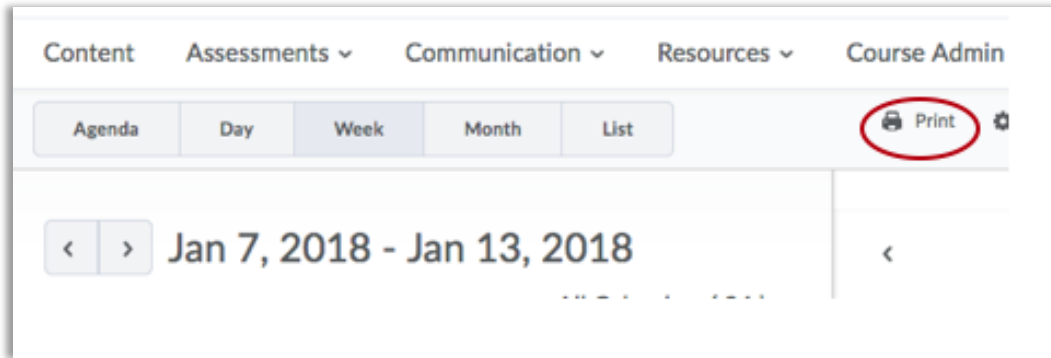 Content Assessments Communication Resources Course Admin
Agenda Day Week Month List Print
Jan 7, 2018 - Jan 13, 2018